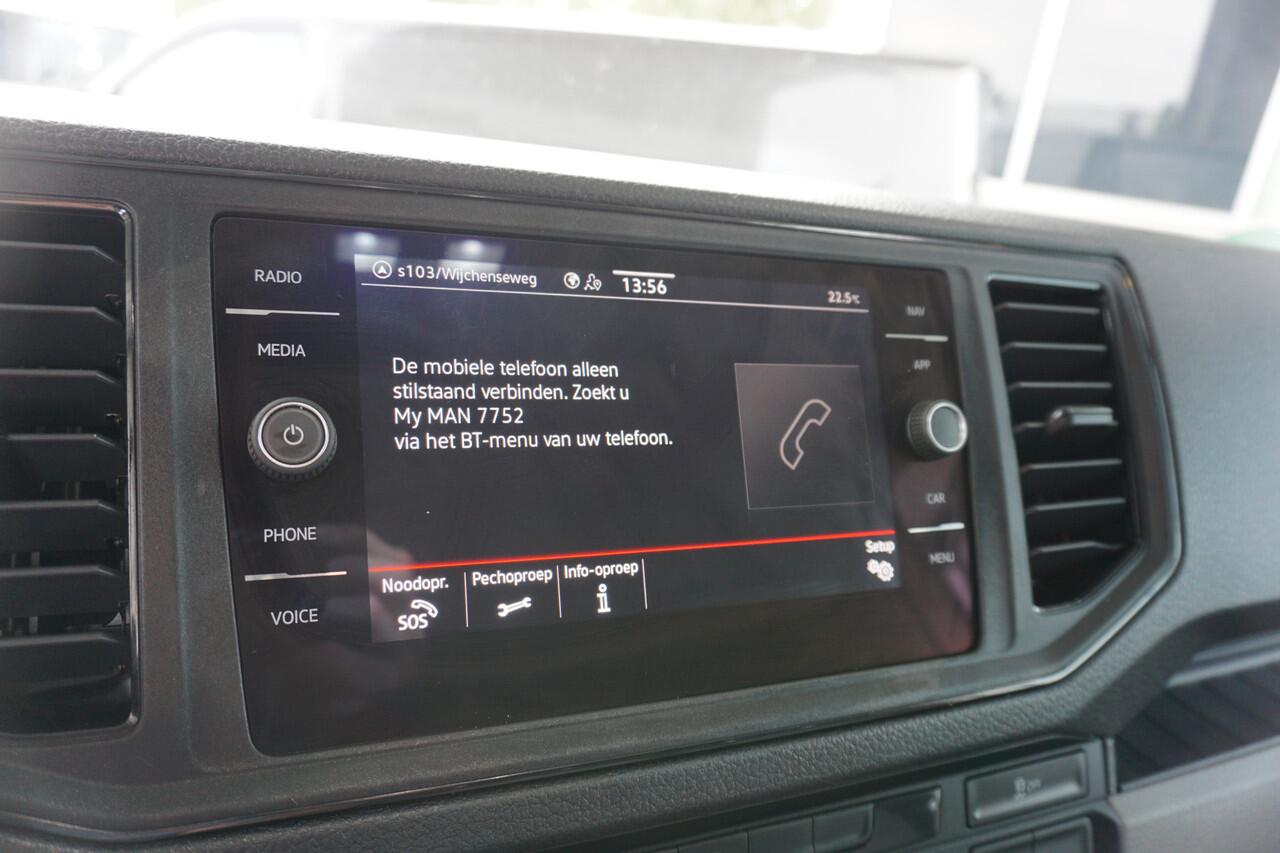 RADIO
MEDIA
PHONE
VOICE
s103/Wijchenseweg
13:56
22.5°C
De mobiele telefoon alleen
stilstaand verbinden. Zoekt u
My MAN 7752
via het BT-menu van uw telefoon.
Noodopr.
SOS
Pechoproep
Info-oproep
i
Setup
NAV
APP
CAR
MENU
OFF